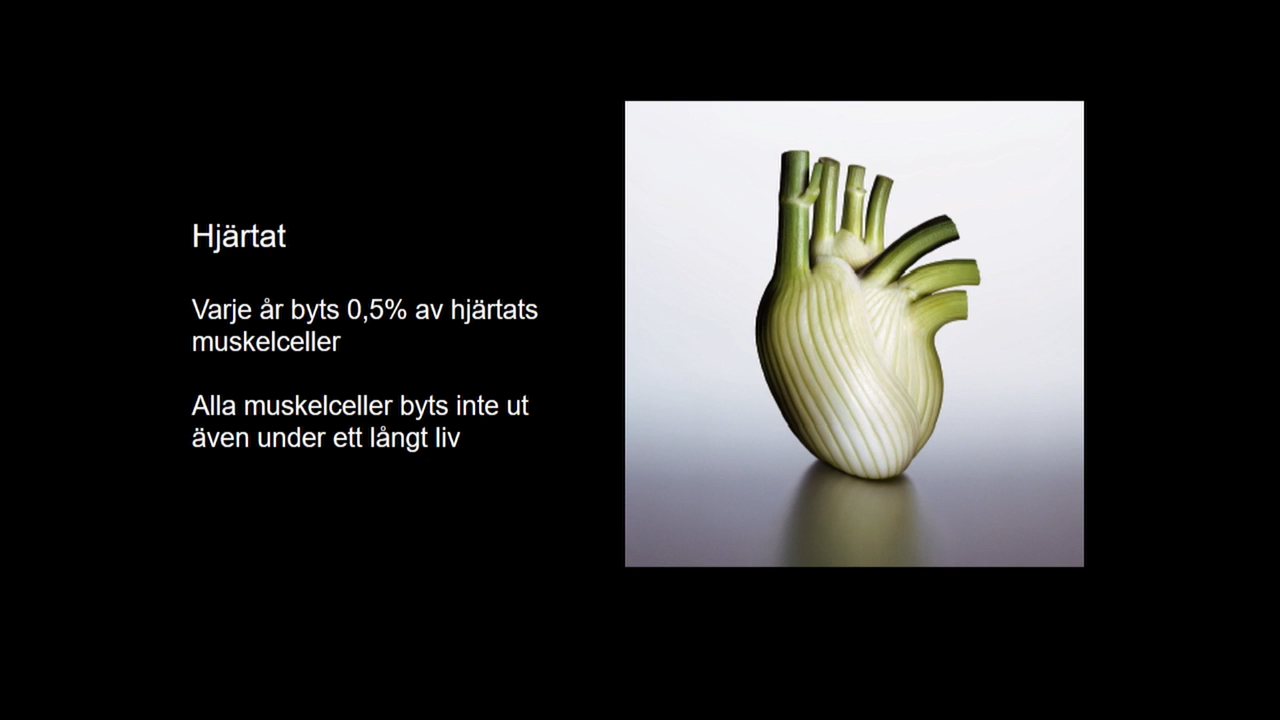 Hjärtat
Varje år byts 0,5% av hjärtats
muskelceller
Alla muskelceller byts inte ut
även under ett långt liv